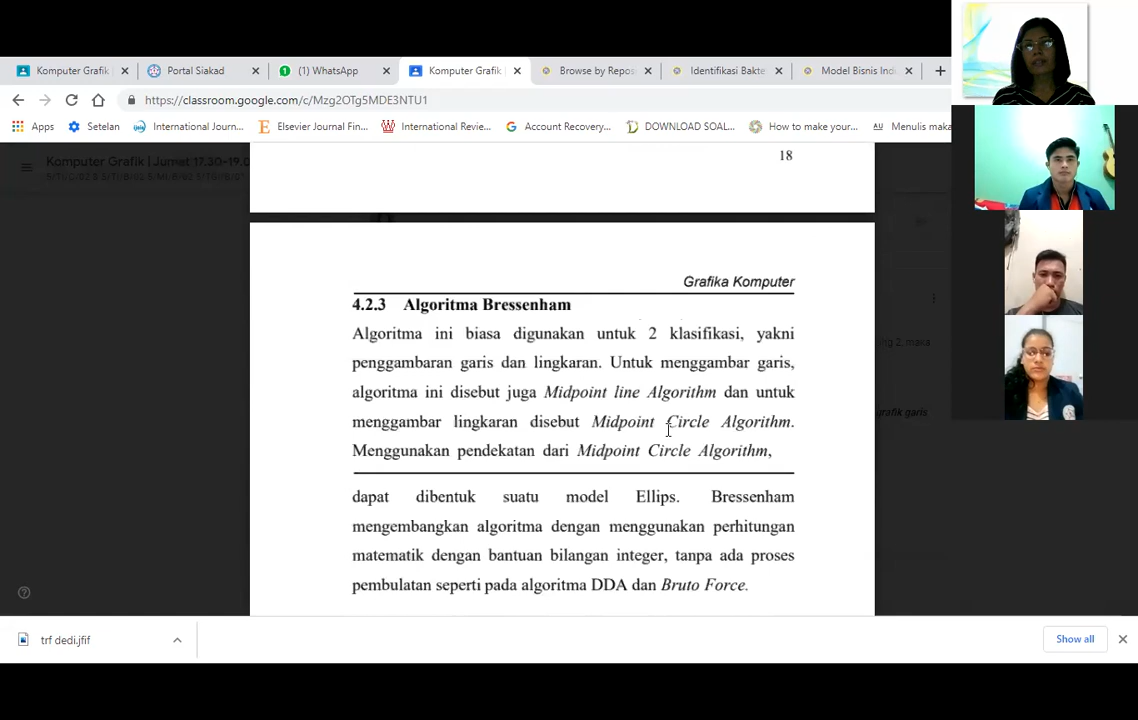 Komputer Grafik
Portal Siakad
(1) WhatsApp
Komputer Grafik
Browse by Repos
Identifikasi Bakte
Model Bisnis Ind
https://classroom.google.com/c/Mzg2OTg5MDE3NTU1
Apps
Setelan
International Journ...
Elsevier Journal Fin...
International Revie...
Account Recovery...
DOWNLOAD SOAL...
How to make your...
Menulis maka
Komputer Grafik | Jumat 17.30-19.0
18
Grafika Komputer
4.2.3 Algoritma Bressenham
Algoritma ini biasa digunakan untuk 2 klasifikasi, yakni
penggambaran garis dan lingkaran. Untuk menggambar garis,
algoritma ini disebut juga Midpoint line Algorithm dan untuk
menggambar lingkaran disebut Midpoint Circle Algorithm.
Menggunakan pendekatan dari Midpoint Circle Algorithm,
dapat dibentuk suatu model Ellips. Bressenham
mengembangkan algoritma dengan menggunakan perhitungan
matematik dengan bantuan bilangan integer, tanpa ada proses
pembulatan seperti pada algoritma DDA dan Bruto Force.
ng 2, maka
grafik garis
trf dedi.jfif
Show all